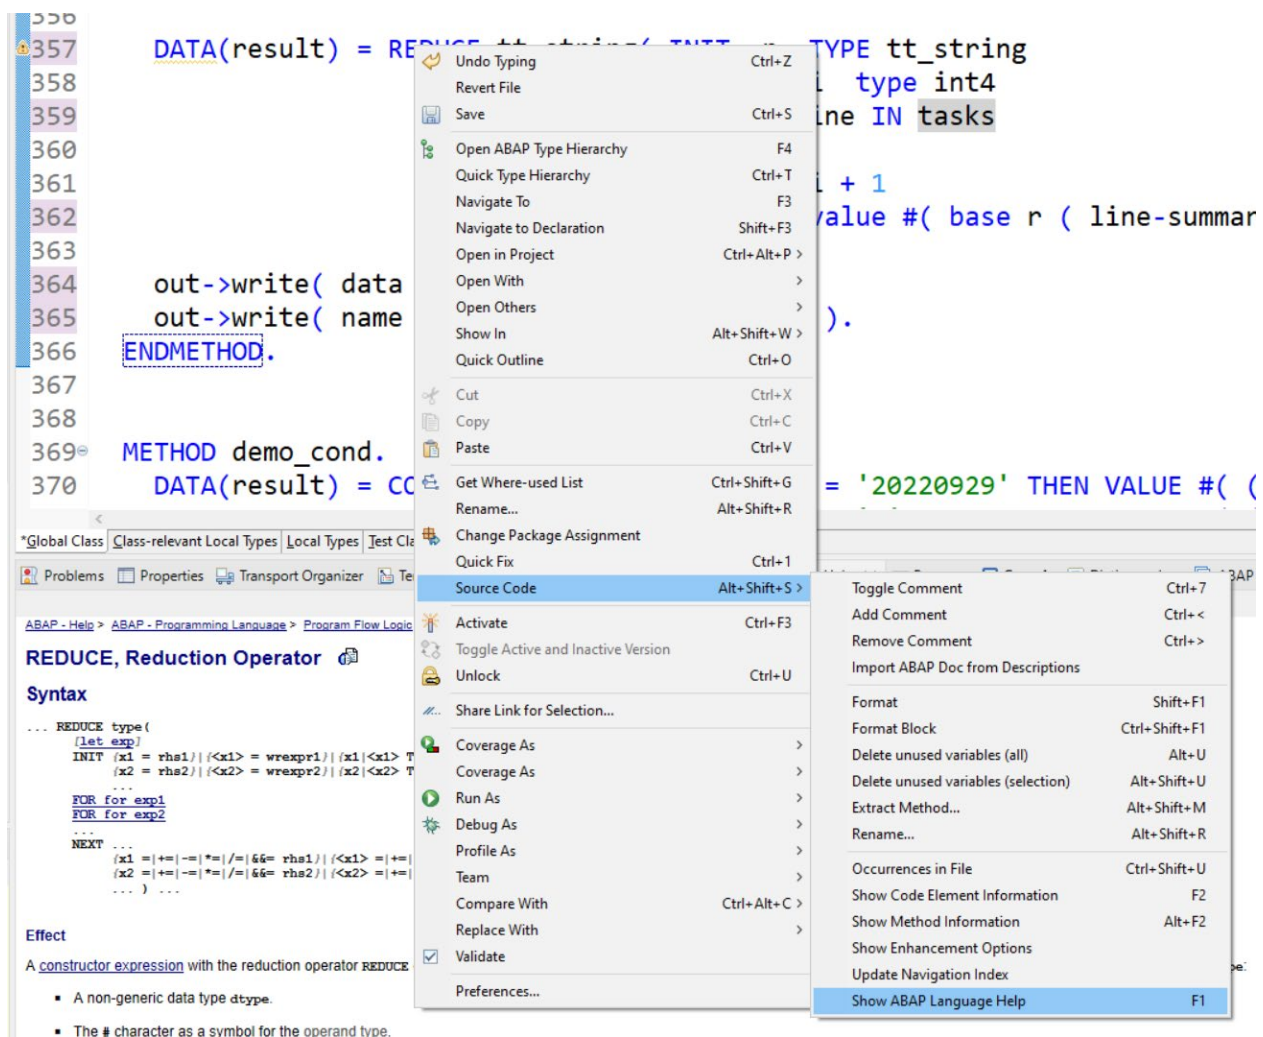 356
357 DATA(result) = REDUCE tt_string( INIT r TYPE tt_string
358 i type int4
359 ine IN tasks
360
361 i + 1
362 value #( base r ( line-summar
363
364 out->write( data
365 out->write( name ).
366 ENDMETHOD.
367
368
369 METHOD demo_cond.
370 DATA(result) = CO = '20220929' THEN VALUE #( (
*Global Class Class-relevant Local Types Local Types Test Cla
Problems Properties Transport Organizer Te
ABAP
ABAP - Help > ABAP - Programming Language > Program Flow Logic
REDUCE, Reduction Operator
Syntax
... REDUCE type(
[let exp]
INIT {x1 = rhs1}|{<x1> = wrexpr1}|{x1|<x1> T
{x2 = rhs2}|{<x2> = wrexpr2}|{x2|<x2> T
...
FOR for exp1
FOR for exp2
...
NEXT ...
{x1 =|+=|-=|*=|/=|&&= rhs1}|{<x1> =|+=|
{x2 =|+=|-=|*=|/=|&&= rhs2}|{<x2> =|+=|
... ) ...
Effect
A constructor expression with the reduction operator REDUCE
▪ A non-generic data type dtype.
▪ The # character as a symbol for the operand type.
Undo Typing Ctrl+Z
Revert File
Save Ctrl+S
Open ABAP Type Hierarchy F4
Quick Type Hierarchy Ctrl+T
Navigate To F3
Navigate to Declaration Shift+F3
Open in Project Ctrl+Alt+P >
Open With >
Open Others >
Show In Alt+Shift+W >
Quick Outline Ctrl+O
Cut Ctrl+X
Copy Ctrl+C
Paste Ctrl+V
Get Where-used List Ctrl+Shift+G
Rename... Alt+Shift+R
Change Package Assignment
Quick Fix Ctrl+1
Source Code Alt+Shift+S >
Activate Ctrl+F3
Toggle Active and Inactive Version
Unlock Ctrl+U
Share Link for Selection...
Coverage As >
Coverage As >
Run As >
Debug As >
Profile As >
Team >
Compare With Ctrl+Alt+C >
Replace With >
Validate
Preferences...
Toggle Comment Ctrl+7
Add Comment Ctrl+<
Remove Comment Ctrl+>
Import ABAP Doc from Descriptions
Format Shift+F1
Format Block Ctrl+Shift+F1
Delete unused variables (all) Alt+U
Delete unused variables (selection) Alt+Shift+U
Extract Method... Alt+Shift+M
Rename... Alt+Shift+R
Occurrences in File Ctrl+Shift+U
Show Code Element Information F2
Show Method Information Alt+F2
Show Enhancement Options
Update Navigation Index
Show ABAP Language Help F1